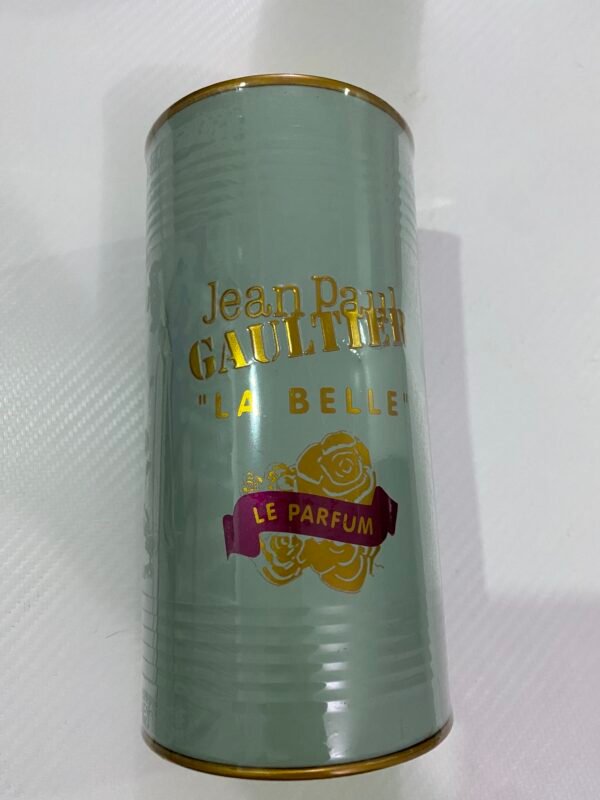 Jean Paul
GAULTIER
"LA BELLE"
LE PARFUM